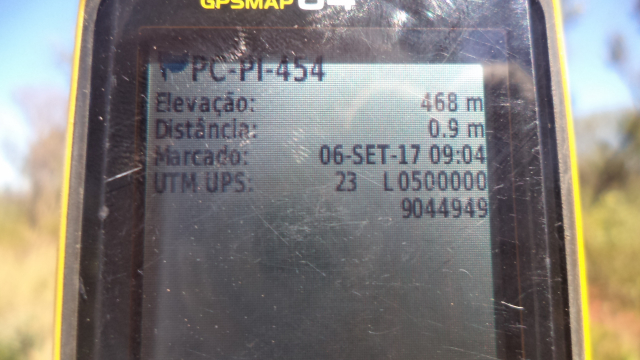 GPSMAP 64
PC-PI-454
Elevação: 468 m
Distância: 0.9 m
Marcado: 06-SET-17 09:04
UTM UPS: 23 L0500000
9044949